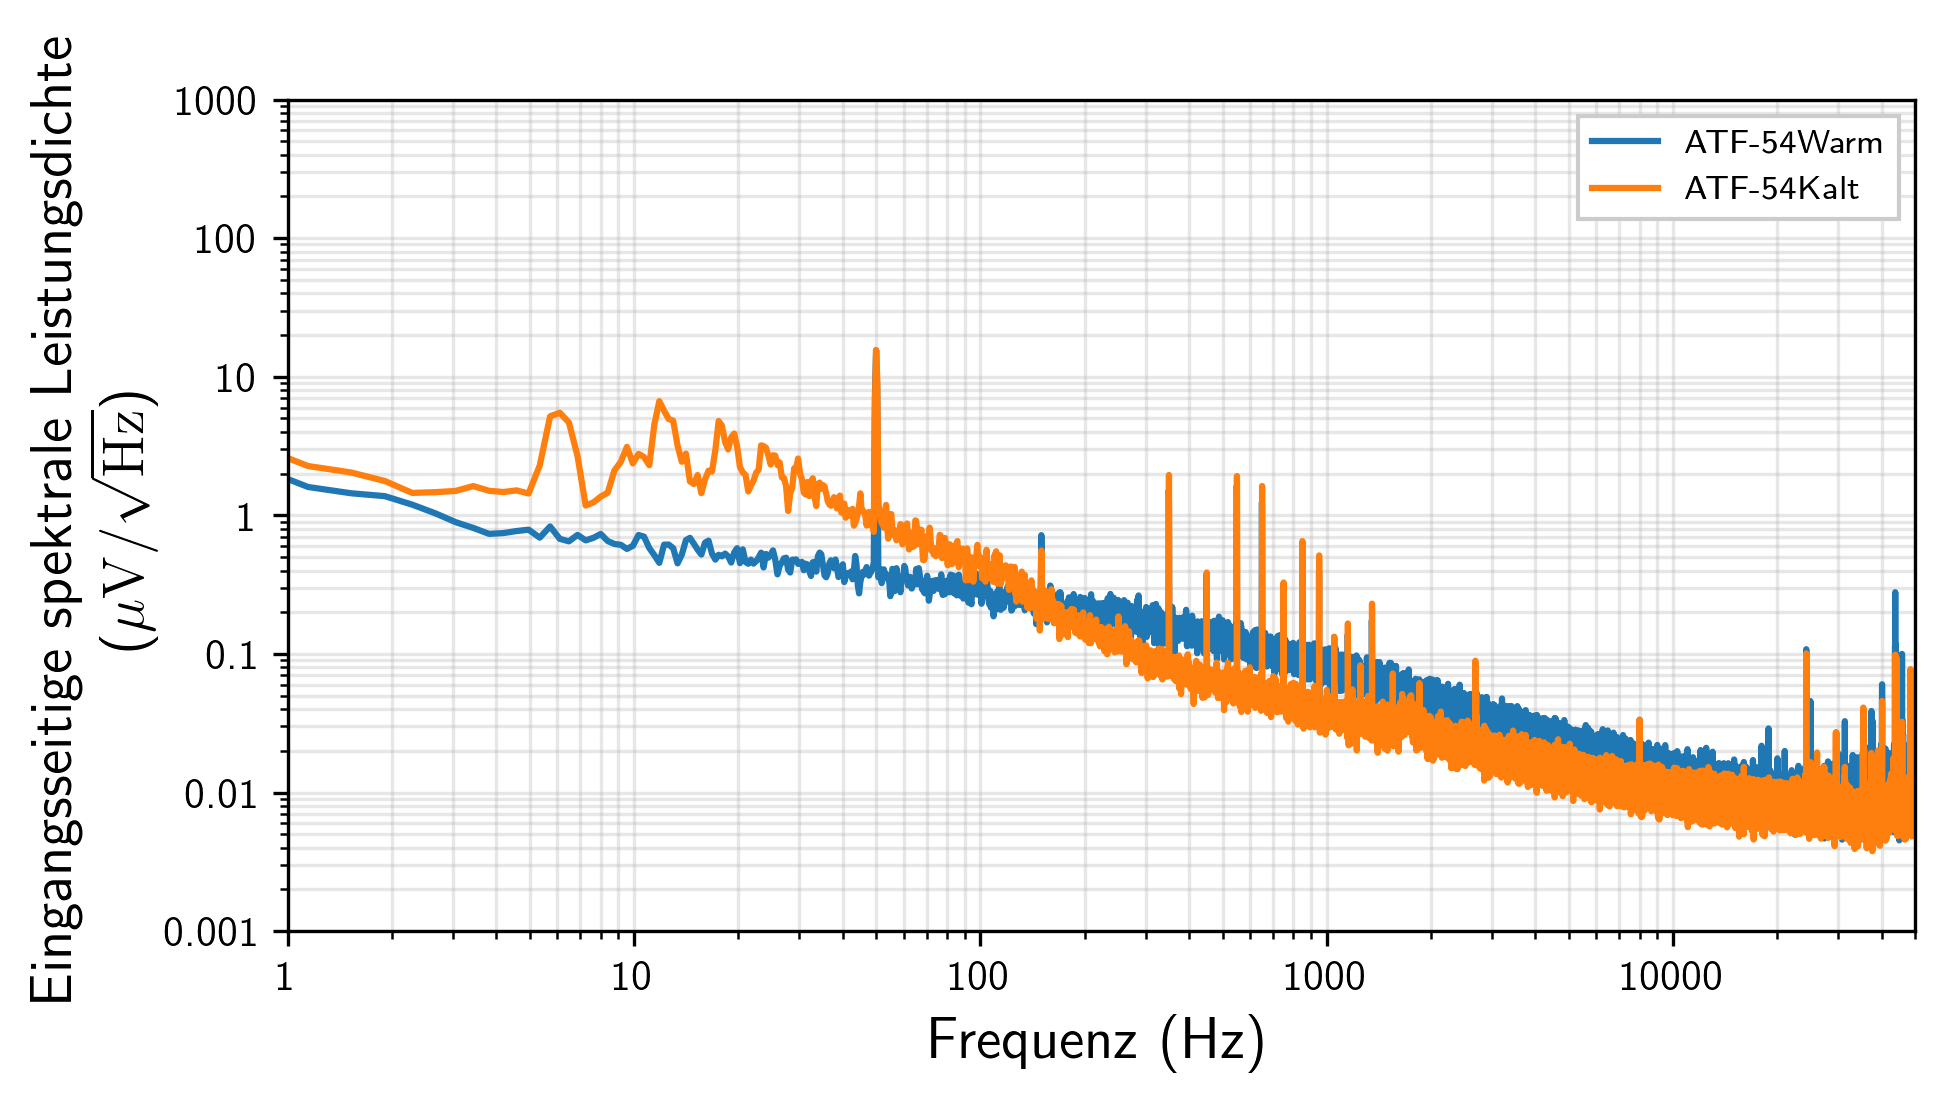 Eingangsseitige spektrale Leistungsdichte
(μV/√Hz)
1000
100
10
1
0.1
0.01
0.001
ATF-54Warm
ATF-54Kalt
1 10 100 1000 10000
Frequenz (Hz)